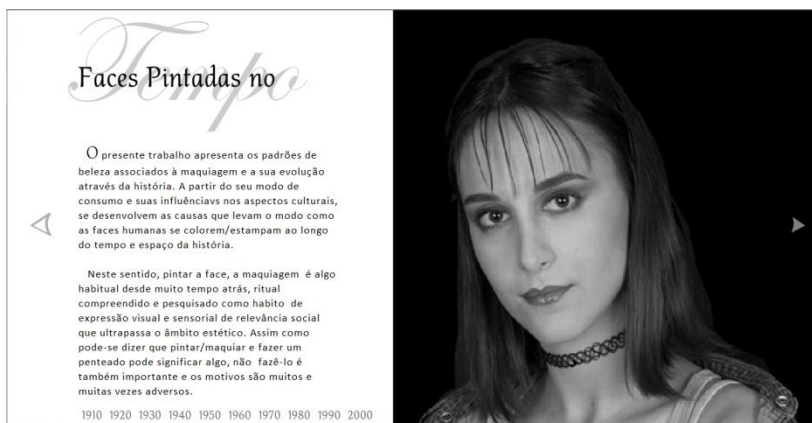 Tempo
Faces Pintadas no
O presente trabalho apresenta os padrões de
beleza associados à maquiagem e a sua evolução
através da história. A partir do seu modo de
consumo e suas influênciavs nos aspectos culturais,
se desenvolvem as causas que levam o modo como
as faces humanas se colorem/estampam ao longo
do tempo e espaço da história.
Neste sentido, pintar a face, a maquiagem é algo
habitual desde muito tempo atrás, ritual
compreendido e pesquisado como habito de
expressão visual e sensorial de relevância social
que ultrapassa o âmbito estético. Assim como
pode-se dizer que pintar/maquiar e fazer um
penteado pode significar algo, não fazê-lo é
também importante e os motivos são muitos e
muitas vezes adversos.
1910 1920 1930 1940 1950 1960 1970 1980 1990 2000